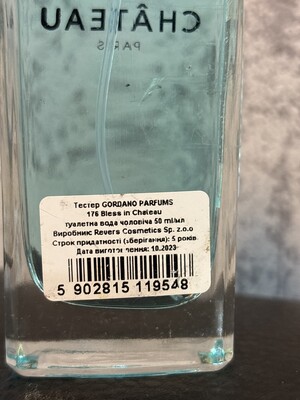 CHÂTEAU
PARIS
Тестер GORDANO PARFUMS
176 Bless in Chateau
туалетна вода чоловіча 50 ml/мл
Виробник: Revers Cosmetics Sp. z.o.o
Строк придатності (зберігання): 5 років
Дата виготовлення: 10.2023
5 902815 119548